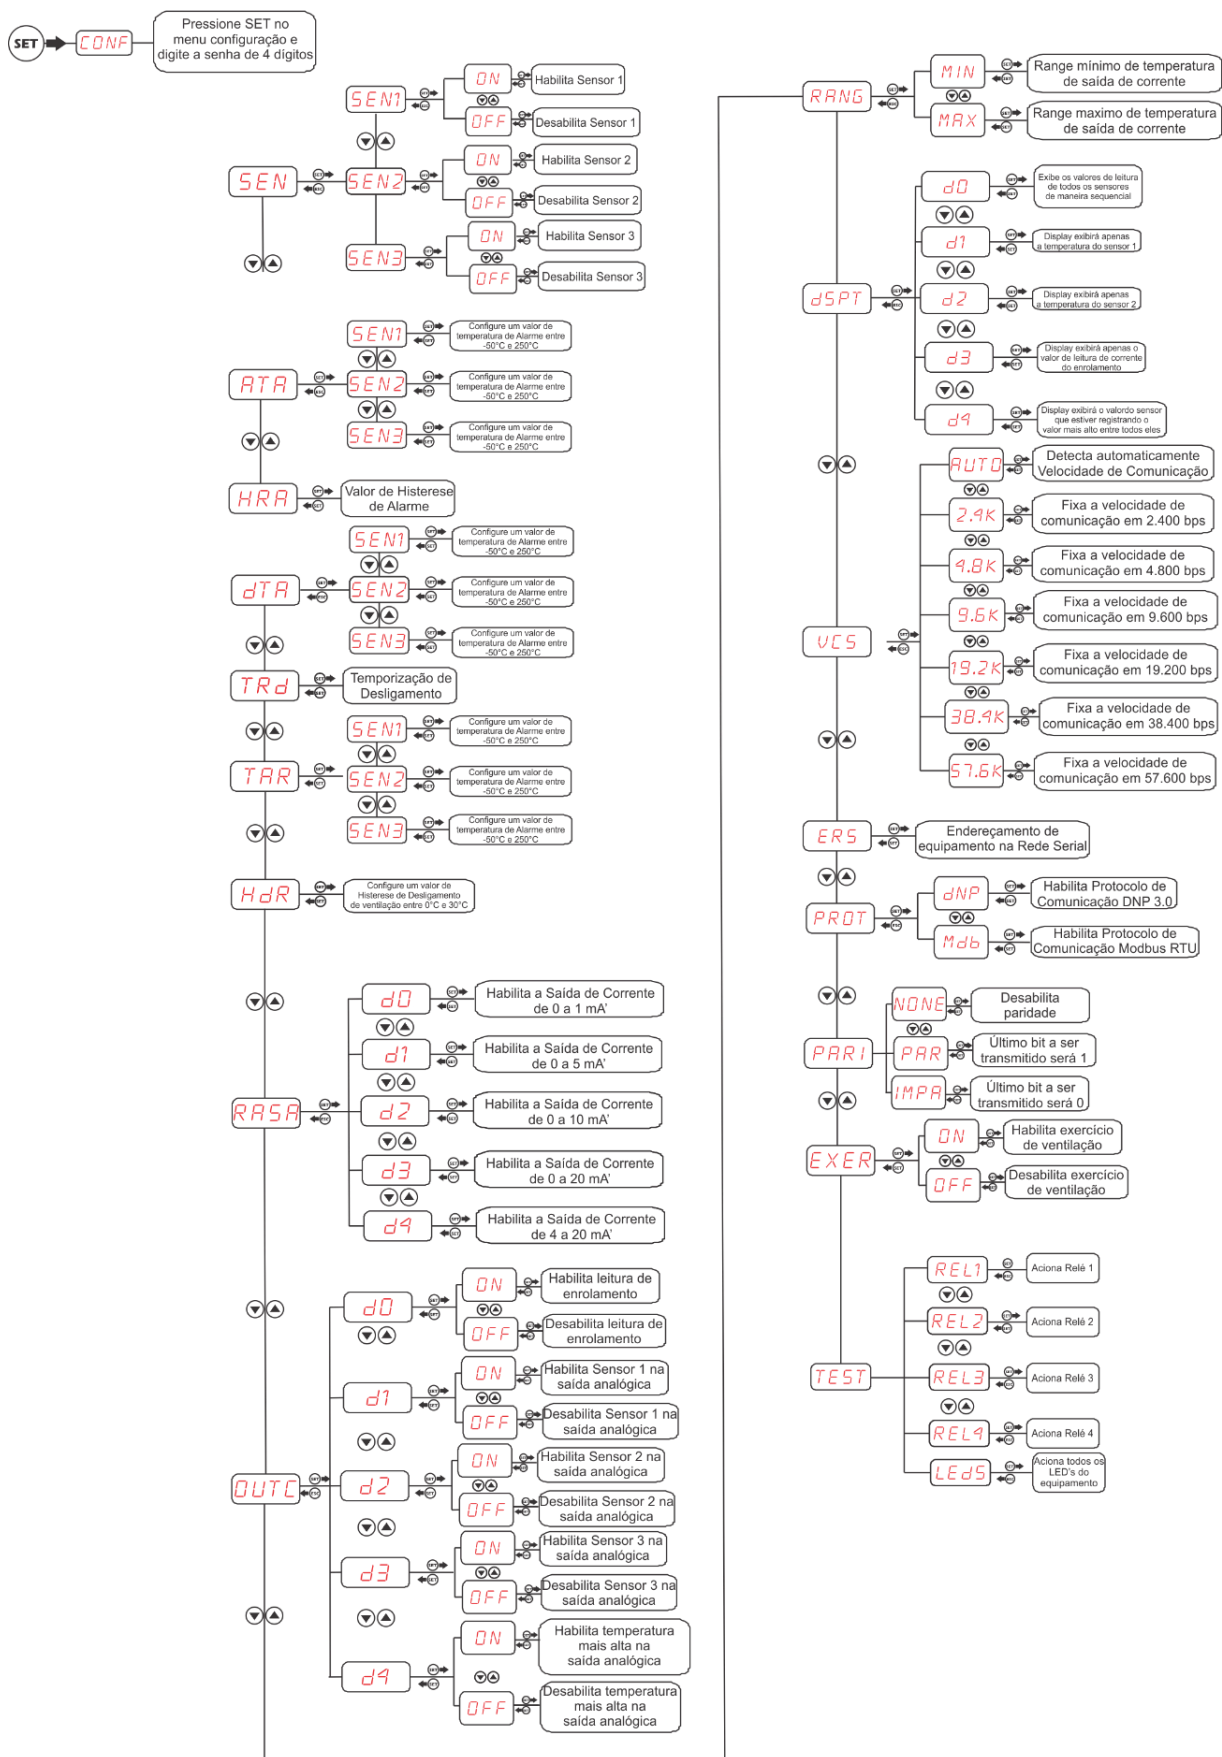 SET
CONF
Pressione SET no
menu configuração e
digite a senha de 4 dígitos
SEN
SEN1
ON
Habilita Sensor 1
OFF
Desabilita Sensor 1
SEN2
ON
Habilita Sensor 2
OFF
Desabilita Sensor 2
SEN3
ON
Habilita Sensor 3
OFF
Desabilita Sensor 3
ATA
SEN1
Configure um valor de
temperatura de Alarme entre
-50°C e 250°C
SEN2
Configure um valor de
temperatura de Alarme entre
-50°C e 250°C
SEN3
Configure um valor de
temperatura de Alarme entre
-50°C e 250°C
HRA
Valor de Histerese
de Alarme
dTA
SEN1
Configure um valor de
temperatura de Alarme entre
-50°C e 250°C
SEN2
Configure um valor de
temperatura de Alarme entre
-50°C e 250°C
SEN3
Configure um valor de
temperatura de Alarme entre
-50°C e 250°C
TRd
Temporização de
Desligamento
TAR
SEN1
Configure um valor de
temperatura de Alarme entre
-50°C e 250°C
SEN2
Configure um valor de
temperatura de Alarme entre
-50°C e 250°C
SEN3
Configure um valor de
temperatura de Alarme entre
-50°C e 250°C
HdR
Configure um valor de
Histerese de Desligamento
de ventilação entre 0°C e 30°C
RASA
d0
Habilita a Saída de Corrente
de 0 a 1 mA'
d1
Habilita a Saída de Corrente
de 0 a 5 mA'
d2
Habilita a Saída de Corrente
de 0 a 10 mA'
d3
Habilita a Saída de Corrente
de 0 a 20 mA'
d4
Habilita a Saída de Corrente
de 4 a 20 mA'
OUTC
d0
ON
Habilita leitura de
enrolamento
OFF
Desabilita leitura de
enrolamento
d1
ON
Habilita Sensor 1 na
saída analógica
OFF
Desabilita Sensor 1 na
saída analógica
d2
ON
Habilita Sensor 2 na
saída analógica
OFF
Desabilita Sensor 2 na
saída analógica
d3
ON
Habilita Sensor 3 na
saída analógica
OFF
Desabilita Sensor 3 na
saída analógica
d4
ON
Habilita temperatura
mais alta na
saída analógica
OFF
Desabilita temperatura
mais alta na
saída analógica
RANG
MIN
Range mínimo de temperatura
de saída de corrente
MAX
Range maximo de temperatura
de saída de corrente
dSPT
d0
Exibe os valores de leitura
de todos os sensores
de maneira sequencial
d1
Display exibirá apenas
a temperatura do sensor 1
d2
Display exibirá apenas
a temperatura do sensor 2
d3
Display exibirá apenas o
valor de leitura de corrente
do enrolamento
d4
Display exibirá o valordo sensor
que estiver registrando o
valor mais alto entre todos eles
VCS
AUTO
Detecta automaticamente
Velocidade de Comunicação
2.4K
Fixa a velocidade de
comunicação em 2.400 bps
4.8K
Fixa a velocidade de
comunicação em 4.800 bps
9.6K
Fixa a velocidade de
comunicação em 9.600 bps
19.2K
Fixa a velocidade de
comunicação em 19.200 bps
38.4K
Fixa a velocidade de
comunicação em 38.400 bps
57.6K
Fixa a velocidade de
comunicação em 57.600 bps
ERS
Endereçamento de
equipamento na Rede Serial
PROT
dNP
Habilita Protocolo de
Comunicação DNP 3.0
Mdb
Habilita Protocolo de
Comunicação Modbus RTU
PARI
NONE
Desabilita
paridade
PAR
Último bit a ser
transmitido será 1
IMPA
Último bit a ser
transmitido será 0
EXER
ON
Habilita exercício
de ventilação
OFF
Desabilita exercício
de ventilação
TEST
REL1
Aciona Relé 1
REL2
Aciona Relé 2
REL3
Aciona Relé 3
REL4
Aciona Relé 4
LEdS
Aciona todos os
LED's do
equipamento